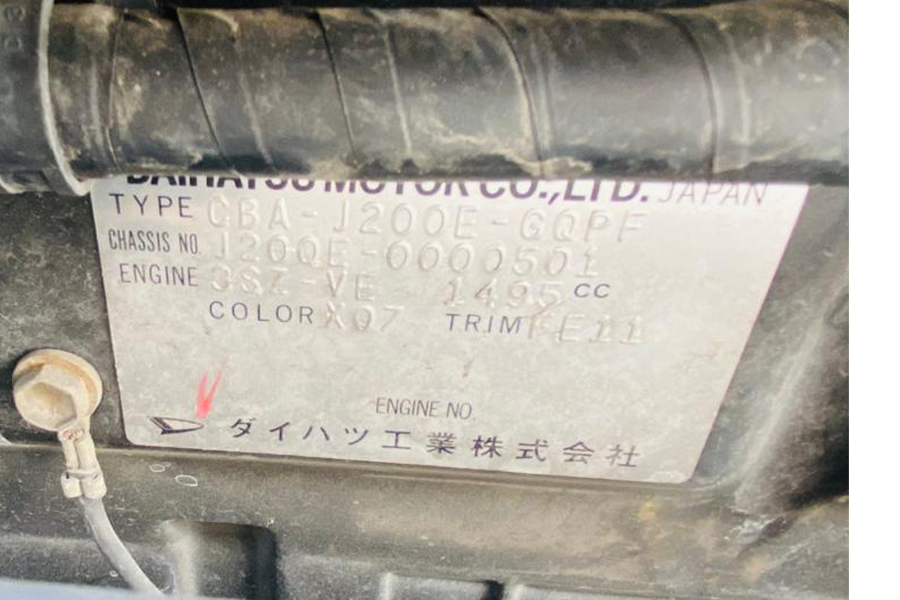 DAIHATSU MOTOR CO.,LTD. JAPAN
TYPE CBA-J200E-GQPF
CHASSIS NO. J200E-0000501
ENGINE 3SZ-VE 1495 CC
COLOR X07 TRIM FE11
ENGINE NO.
ダイハツ工業株式会社